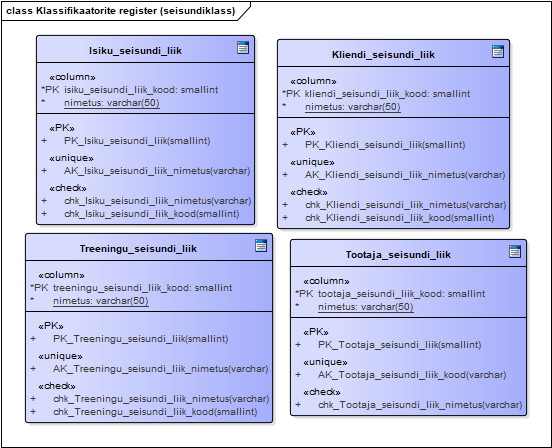 class Klassifikaatorite register (seisundiklass)
Isiku_seisundi_liik
«column»
*PK isiku_seisundi_liik_kood: smallint
* nimetus: varchar(50)
«PK»
+ PK_Isiku_seisundi_liik(smallint)
«unique»
+ AK_Isiku_seisundi_liik_nimetus(varchar)
«check»
+ chk_Isiku_seisundi_liik_nimetus(varchar)
+ chk_Isiku_seisundi_liik_kood(smallint)
Kliendi_seisundi_liik
«column»
*PK kliendi_seisundi_liik_kood: smallint
* nimetus: varchar(50)
«PK»
+ PK_Kliendi_seisundi_liik(smallint)
«unique»
+ AK_Kliendi_seisundi_liik_nimetus(varchar)
«check»
+ chk_Kliendi_seisundi_liik_nimetus(varchar)
+ chk_Kliendi_seisundi_liik_kood(smallint)
Treeningu_seisundi_liik
«column»
*PK treeningu_seisundi_liik_kood: smallint
* nimetus: varchar(50)
«PK»
+ PK_Treeningu_seisundi_liik(smallint)
«unique»
+ AK_Treeningu_seisundi_liik_nimetus(varchar)
«check»
+ chk_Treeningu_seisundi_liik_nimetus(varchar)
+ chk_Treeningu_seisundi_liik_kood(smallint)
Tootaja_seisundi_liik
«column»
*PK tootaja_seisundi_liik_kood: smallint
* nimetus: varchar(50)
«PK»
+ PK_Tootaja_seisundi_liik(smallint)
«unique»
+ AK_Tootaja_seisundi_liik_kood(varchar)
«check»
+ chk_Tootaja_seisundi_liik_nimetus(varchar)